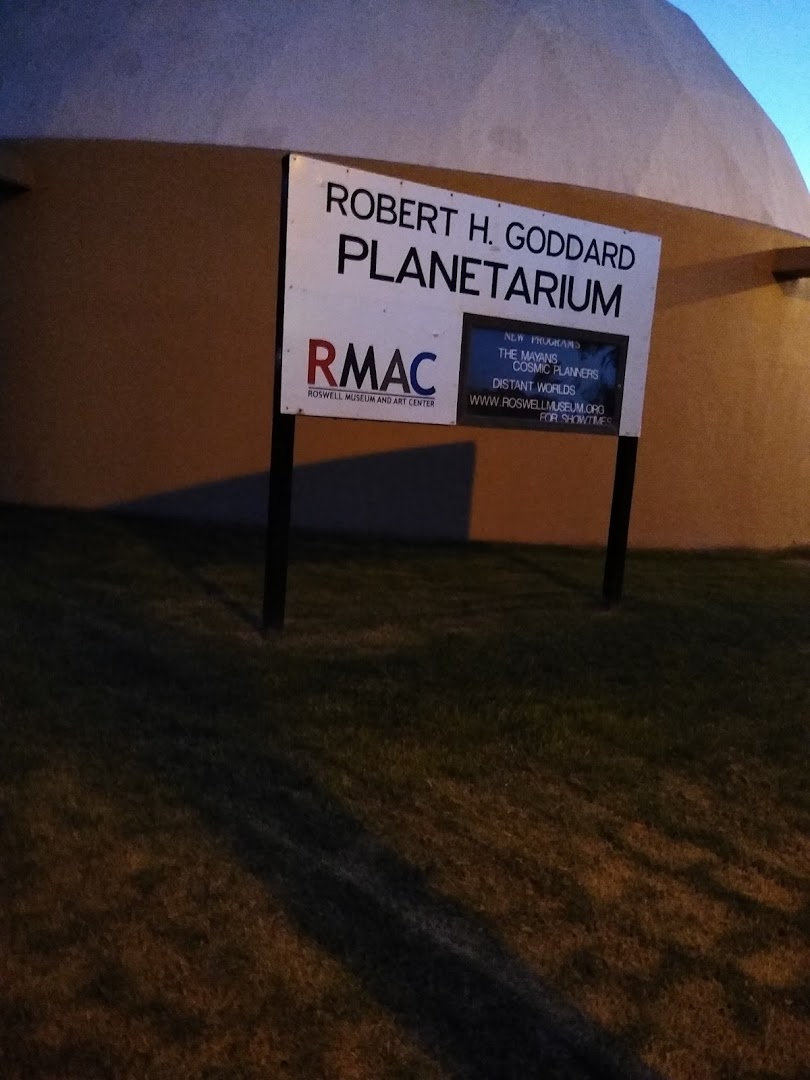 ROBERT H. GODDARD
PLANETARIUM
RMAC
ROSWELL MUSEUM AND ART CENTER
NEW PROGRAMS
THE MAYANS
COSMIC PLANNERS
DISTANT WORLDS
WWW.ROSWELLMUSEUM.ORG
FOR SHOWTIMES